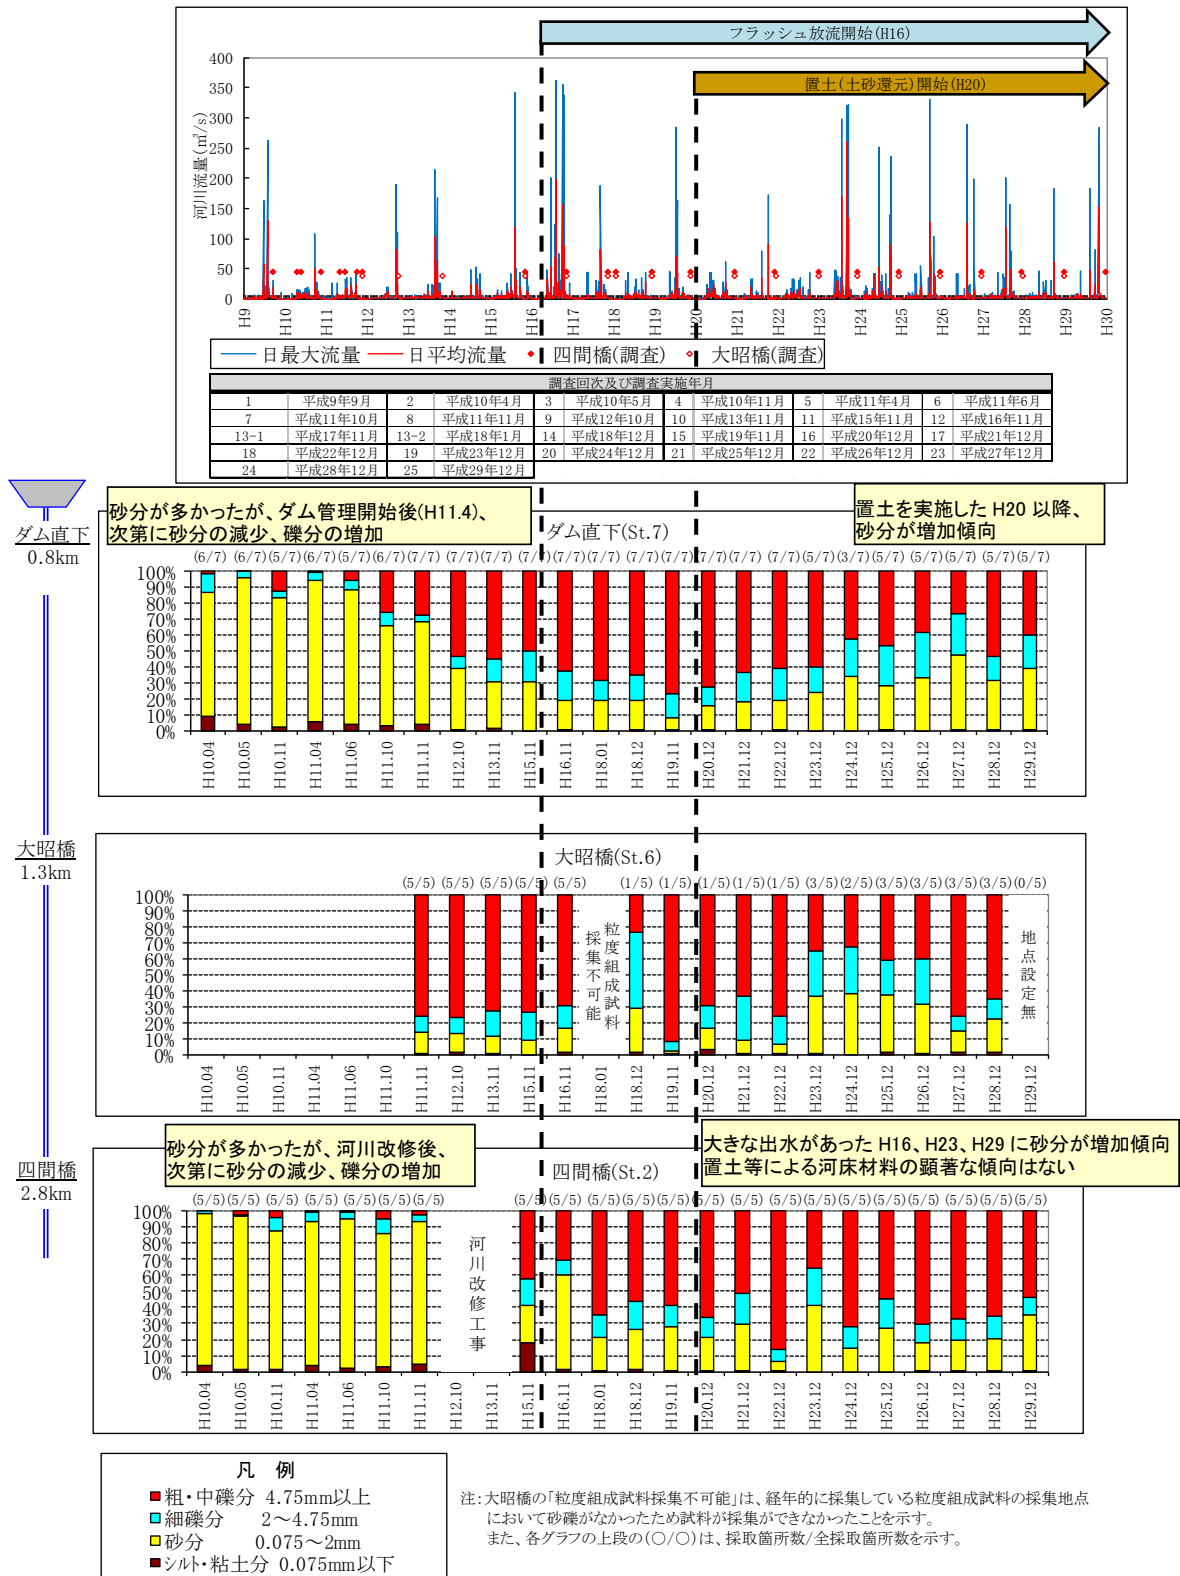 フラッシュ放流開始(H16)
置土(土砂還元)開始(H20)
河川流量(m³/s)
400
350
300
250
200
150
100
50
0
H9 H10 H11 H12 H13 H14 H15 H16 H17 H18 H19 H20 H21 H22 H23 H24 H25 H26 H27 H28 H29 H30
日最大流量 日平均流量 四間橋(調査) 大昭橋(調査)
調査回次及び調査実施年月
1 平成9年9月 2 平成10年4月 3 平成10年5月 4 平成10年11月 5 平成11年4月 6 平成11年6月
7 平成11年10月 8 平成11年11月 9 平成12年10月 10 平成13年11月 11 平成15年11月 12 平成16年11月
13-1 平成17年11月 13-2 平成18年1月 14 平成18年12月 15 平成19年11月 16 平成20年12月 17 平成21年12月
18 平成22年12月 19 平成23年12月 20 平成24年12月 21 平成25年12月 22 平成26年12月 23 平成27年12月
24 平成28年12月 25 平成29年12月
ダム直下
0.8km
砂分が多かったが、ダム管理開始後(H11.4)、
次第に砂分の減少、礫分の増加
置土を実施した H20 以降、
砂分が増加傾向
ダム直下(St.7)
(6/7) (6/7) (5/7) (6/7) (5/7) (6/7) (6/7) (7/7) (7/7) (7/7) (7/7) (7/7) (7/7) (7/7) (7/7) (7/7) (7/7) (5/7) (3/7) (5/7) (5/7) (5/7) (5/7) (5/7)
100%
90%
80%
70%
60%
50%
40%
30%
20%
10%
0%
H10.04 H10.05 H10.11 H11.04 H11.06 H11.10 H11.11 H12.10 H13.11 H15.11 H16.11 H18.01 H18.12 H19.11 H20.12 H21.12 H22.12 H23.12 H24.12 H25.12 H26.12 H27.12 H28.12 H29.12
大昭橋
1.3km
大昭橋(St.6)
(5/5) (5/5) (5/5) (5/5) (5/5) (1/5) (1/5) (1/5) (1/5) (1/5) (3/5) (2/5) (3/5) (3/5) (3/5) (3/5) (0/5)
100%
90%
80%
70%
60%
50%
40%
30%
20%
10%
0%
粒度組成試料
採集不可能
地点設定無
H10.04 H10.05 H10.11 H11.04 H11.06 H11.10 H11.11 H12.10 H13.11 H15.11 H16.11 H18.01 H18.12 H19.11 H20.12 H21.12 H22.12 H23.12 H24.12 H25.12 H26.12 H27.12 H28.12 H29.12
四間橋
2.8km
砂分が多かったが、河川改修後、
次第に砂分の減少、礫分の増加
大きな出水があった H16、H23、H29 に砂分が増加傾向
置土等による河床材料の顕著な傾向はない
四間橋(St.2)
(5/5) (5/5) (5/5) (5/5) (5/5) (5/5) (5/5) (5/5) (5/5) (5/5) (5/5) (5/5) (5/5) (5/5) (5/5) (5/5) (5/5) (5/5) (5/5) (5/5) (5/5) (5/5)
100%
90%
80%
70%
60%
50%
40%
30%
20%
10%
0%
河川改修工事
H10.04 H10.05 H10.11 H11.04 H11.06 H11.10 H11.11 H12.10 H13.11 H15.11 H16.11 H18.01 H18.12 H19.11 H20.12 H21.12 H22.12 H23.12 H24.12 H25.12 H26.12 H27.12 H28.12 H29.12
凡 例
粗・中礫分 4.75mm以上
細礫分 2～4.75mm
砂分 0.075～2mm
シルト・粘土分 0.075mm以下
注：大昭橋の「粒度組成試料採集不可能」は、経年的に採集している粒度組成試料の採集地点
において砂礫がなかったため試料が採集ができなかったことを示す。
また、各グラフの上段の(○/○)は、採取箇所数/全採取箇所数を示す。